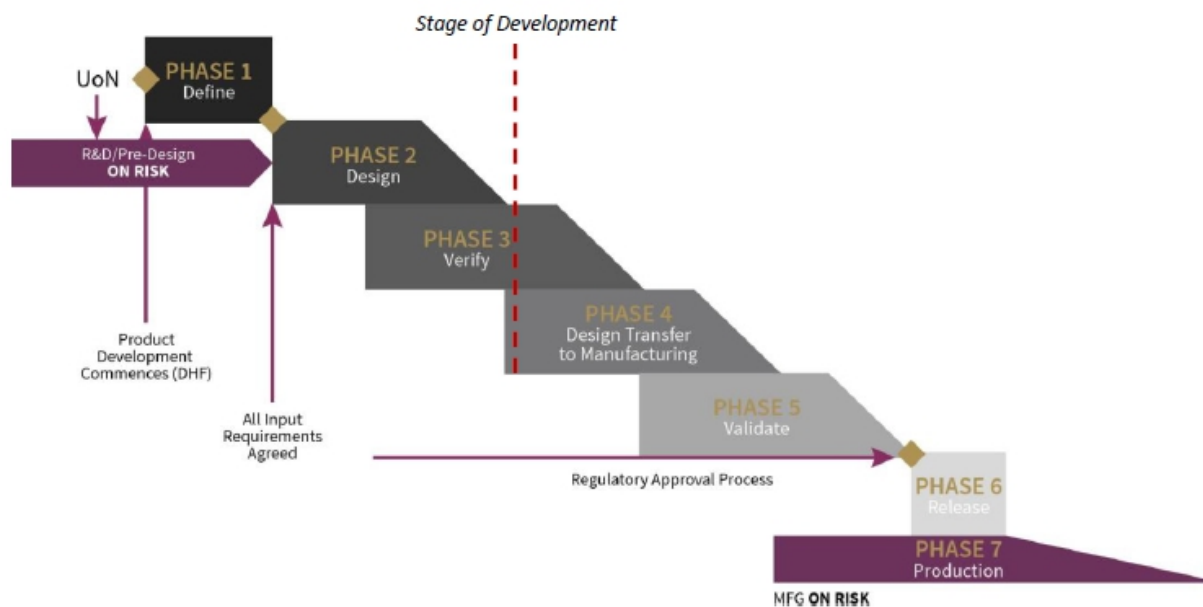 Stage of Development
PHASE 1
Define
UoN
R&D/Pre-Design
ON RISK
PHASE 2
Design
PHASE 3
Verify
PHASE 4
Design Transfer
to Manufacturing
Product
Development
Commences (DHF)
All Input
Requirements
Agreed
PHASE 5
Validate
Regulatory Approval Process
PHASE 6
Release
PHASE 7
Production
MFG ON RISK